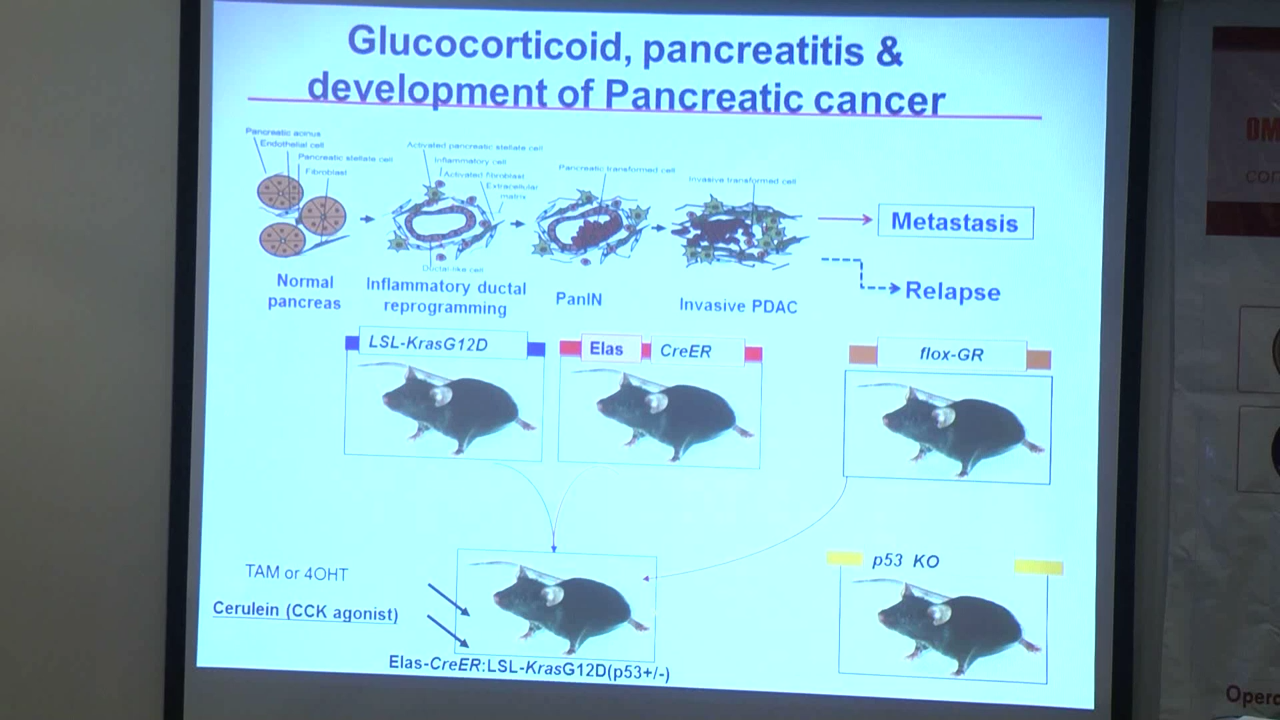 Glucocorticoid, pancreatitis &
development of Pancreatic cancer
Pancreatic acinus
Endothelial cell
Pancreatic stellate cell
Fibroblast
Activated pancreatic stellate cell
Inflammatory cell
Activated fibroblast
Extracellular
matrix
Ductal-like cell
Pancreatic transformed cell
Invasive transformed cell
Normal
pancreas
Inflammatory ductal
reprogramming
PanIN
Invasive PDAC
Metastasis
Relapse
LSL-KrasG12D
Elas CreER
flox-GR
p53 KO
TAM or 4OHT
Cerulein (CCK agonist)
Elas-CreER:LSL-KrasG12D(p53+/-)